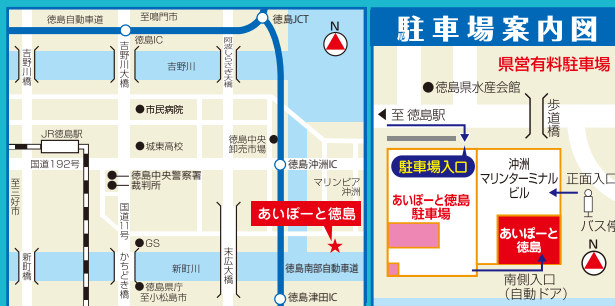 徳島自動車道
至鳴門市
徳島JCT
N
徳島IC
吉野川橋
吉野川大橋
阿波しらさぎ大橋
吉野川
市民病院
JR徳島駅
城東高校
徳島中央
卸売市場
国道192号
徳島沖洲IC
徳島中央警察署
裁判所
至三好市
マリンピア
沖洲
国道11号
あいぽーと徳島
GS
新町橋
かちどき橋
新町川
末広大橋
徳島南部自動車道
徳島県庁
至小松島市
徳島津田IC
駐車場案内図
県営有料駐車場
徳島県水産会館
至 徳島駅
歩道橋
駐車場入口
沖洲
マリンターミナル
ビル
正面入口
あいぽーと徳島
駐車場
バス停
あいぽーと
徳島
N
南側入口
(自動ドア)